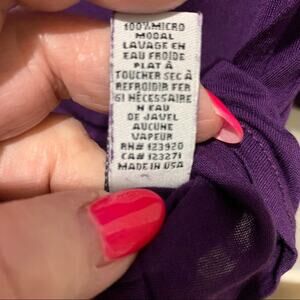 100% MICRO
MODAL
LAVAGE EN
EAU FROIDE
PLAT À
TOUCHER SEC À
REFROIDIR FER
SI NÉCESSAIRE
N EAU
DE JAVEL
AUCUNE
VAPEUR
RN# 123920
CA# 123271
MADE IN USA